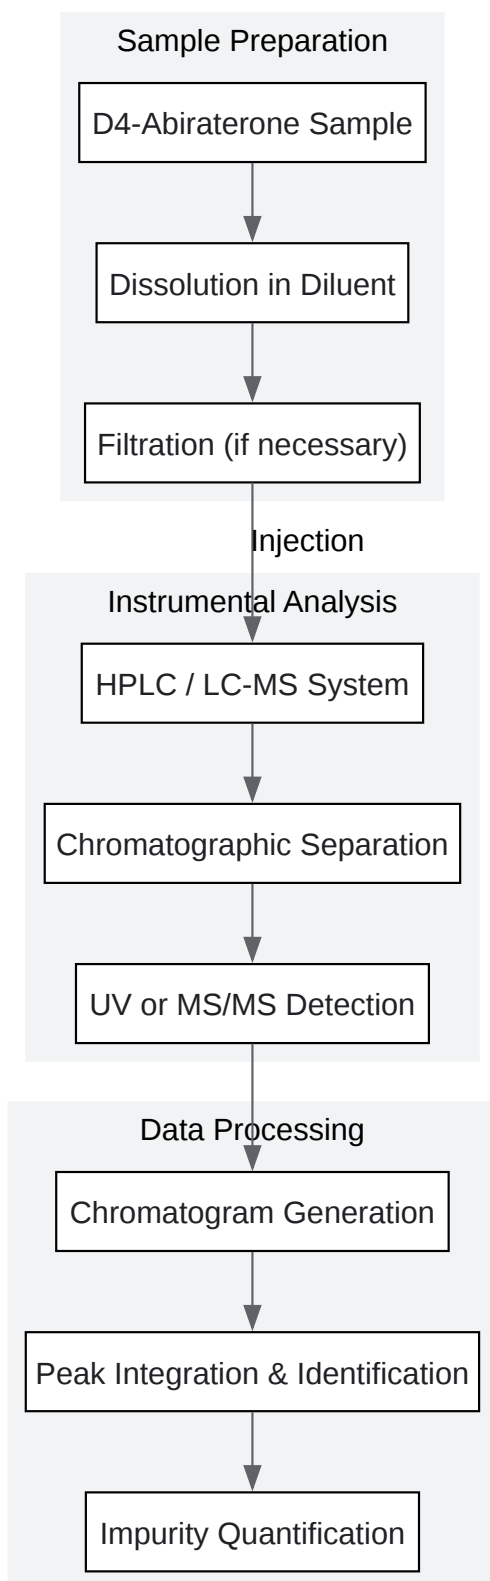 Sample Preparation
D4-Abiraterone Sample
Dissolution in Diluent
Filtration (if necessary)
Injection
Instrumental Analysis
HPLC / LC-MS System
Chromatographic Separation
UV or MS/MS Detection
Data Processing
Chromatogram Generation
Peak Integration & Identification
Impurity Quantification